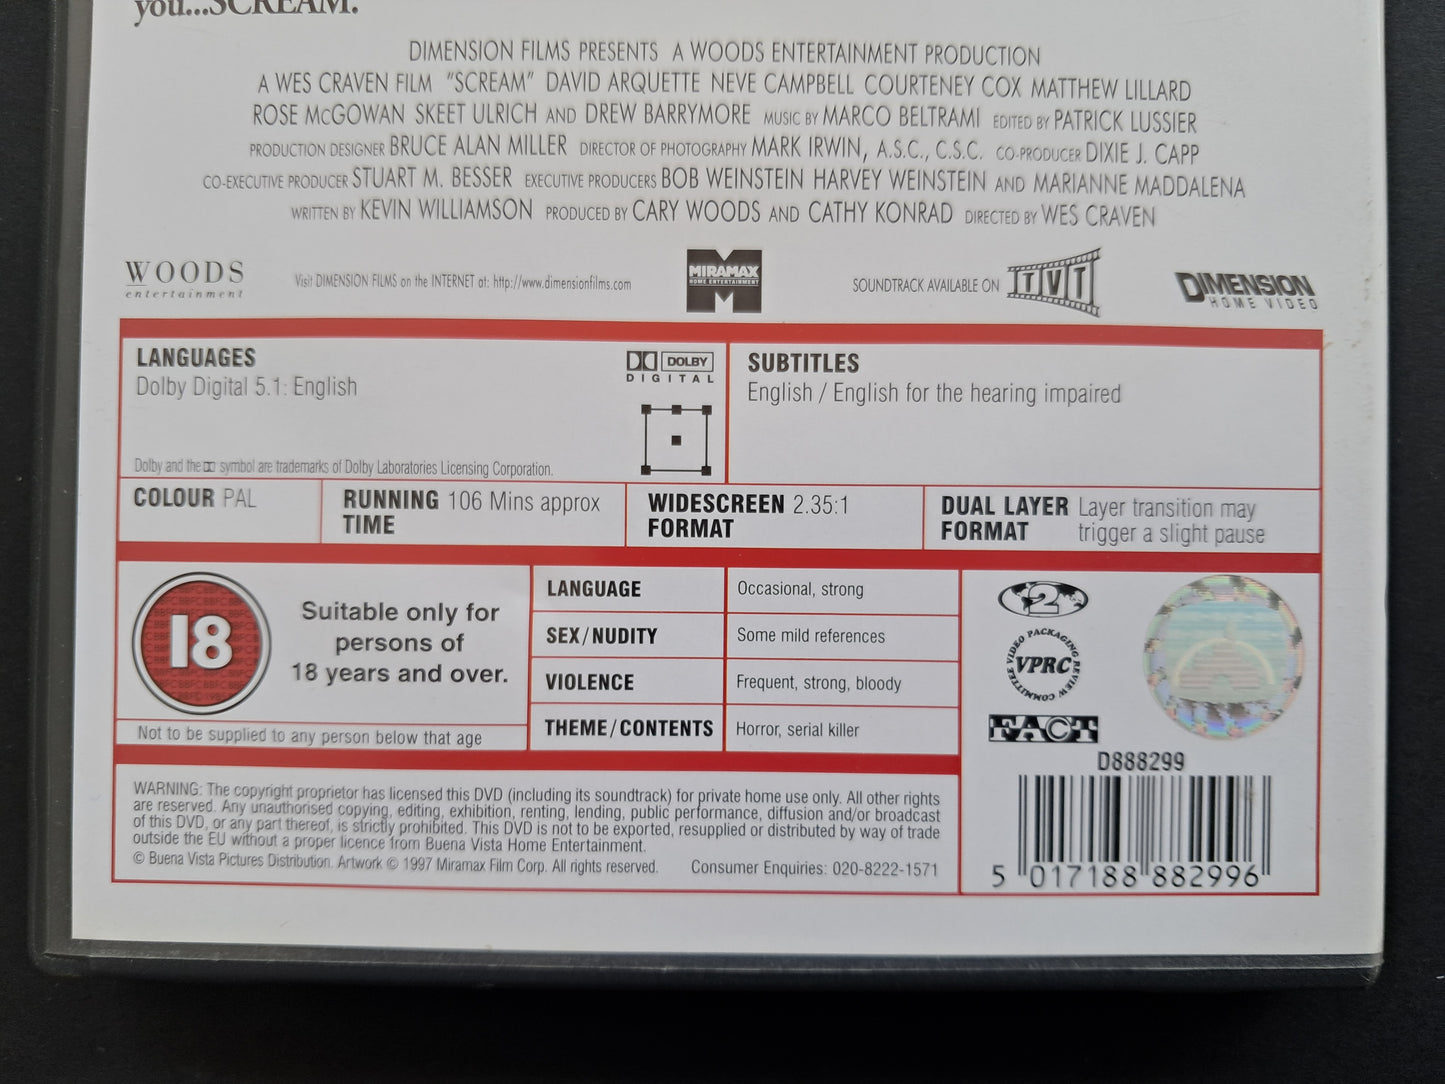 you...SCREAM.
DIMENSION FILMS PRESENTS A WOODS ENTERTAINMENT PRODUCTION
A WES CRAVEN FILM "SCREAM" DAVID ARQUETTE NEVE CAMPBELL COURTENEY COX MATTHEW LILLARD
ROSE McGOWAN SKEET ULRICH AND DREW BARRYMORE MUSIC BY MARCO BELTRAMI EDITED BY PATRICK LUSSIER
PRODUCTION DESIGNER BRUCE ALAN MILLER DIRECTOR OF PHOTOGRAPHY MARK IRWIN, A.S.C., C.S.C. CO-PRODUCER DIXIE J. CAPP
CO-EXECUTIVE PRODUCER STUART M. BESSER EXECUTIVE PRODUCERS BOB WEINSTEIN HARVEY WEINSTEIN AND MARIANNE MADDALENA
WRITTEN BY KEVIN WILLIAMSON PRODUCED BY CARY WOODS AND CATHY KONRAD DIRECTED BY WES CRAVEN
WOODS
entertainment
Visit DIMENSION FILMS on the INTERNET at: http://www.dimensionfilms.com
MIRAMAX
HOME ENTERTAINMENT
SOUNDTRACK AVAILABLE ON TVT
DIMENSION
HOME VIDEO
LANGUAGES
Dolby Digital 5.1: English
DOLBY
DIGITAL
Dolby and the symbol are trademarks of Dolby Laboratories Licensing Corporation.
SUBTITLES
English / English for the hearing impaired
COLOUR PAL
RUNNING 106 Mins approx
TIME
WIDESCREEN 2.35:1
FORMAT
DUAL LAYER Layer transition may
FORMAT trigger a slight pause
18
Suitable only for
persons of
18 years and over.
Not to be supplied to any person below that age
LANGUAGE Occasional, strong
SEX/NUDITY Some mild references
VIOLENCE Frequent, strong, bloody
THEME/CONTENTS Horror, serial killer
2
VIDEO PACKAGING REVIEW COMMITTEE
VPRC
FACT
D888299
5 017188 882996
WARNING: The copyright proprietor has licensed this DVD (including its soundtrack) for private home use only. All other rights
are reserved. Any unauthorised copying, editing, exhibition, renting, lending, public performance, diffusion and/or broadcast
of this DVD, or any part thereof, is strictly prohibited. This DVD is not to be exported, resupplied or distributed by way of trade
outside the EU without a proper licence from Buena Vista Home Entertainment.
© Buena Vista Pictures Distribution. Artwork © 1997 Miramax Film Corp. All rights reserved. Consumer Enquiries: 020-8222-1571